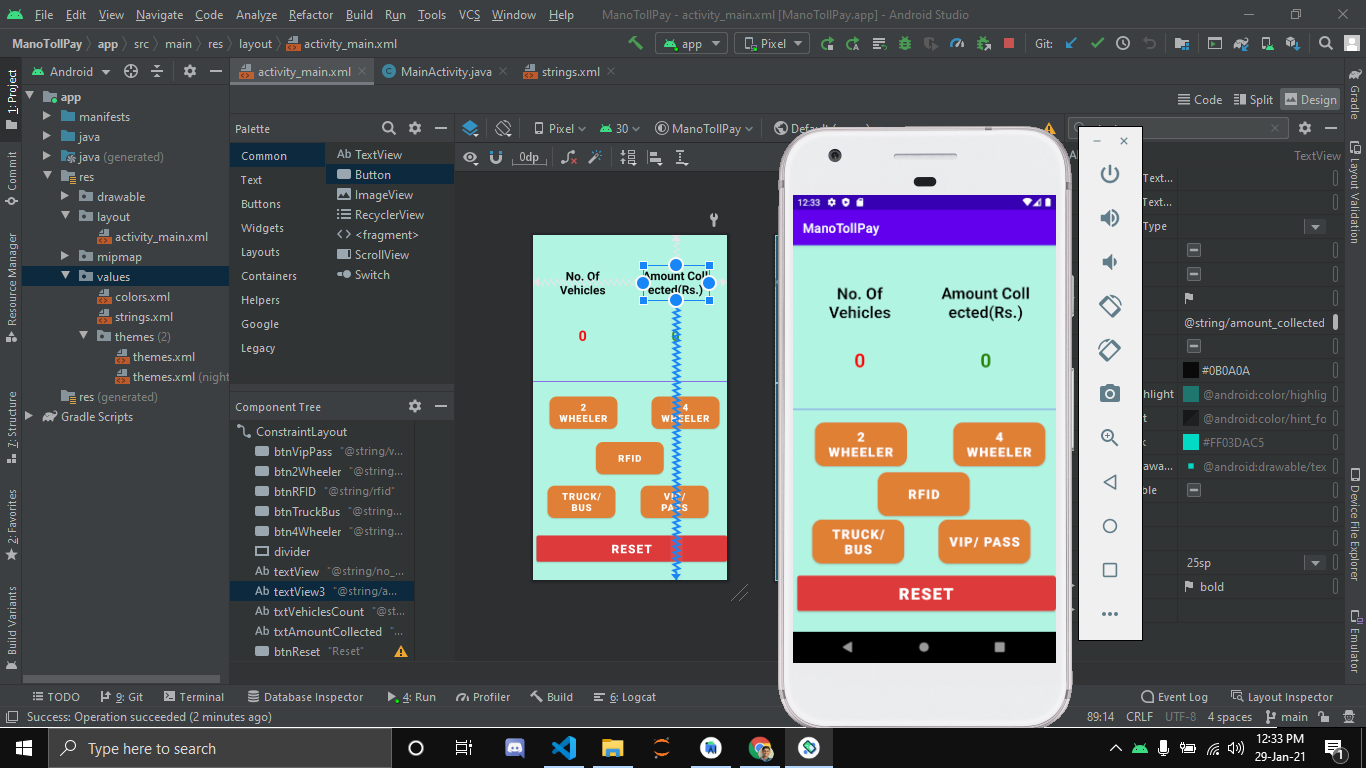 File Edit View Navigate Code Analyze Refactor Build Run Tools VCS Window Help ManoTollPay - activity_main.xml [ManoTollPay.app] - Android Studio
ManoTollPay app src main res layout activity_main.xml app Pixel Git:
Android activity_main.xml MainActivity.java strings.xml
Code Split Design
1: Project
Commit
Resource Manager
7: Structure
2: Favorites
Build Variants
app
manifests
java
java (generated)
res
drawable
layout
activity_main.xml
mipmap
values
colors.xml
strings.xml
themes (2)
themes.xml
themes.xml (night
res (generated)
Gradle Scripts
Palette
Common
Text
Buttons
Widgets
Layouts
Containers
Helpers
Google
Legacy
Ab TextView
Button
ImageView
RecyclerView
<fragment>
ScrollView
Switch
Component Tree
ConstraintLayout
btnVipPass "@string/v...
btn2Wheeler "@string...
btnRFID "@string/rfid"
btnTruckBus "@string...
btn4Wheeler "@string...
divider
Ab textView "@string/no_...
Ab textView3 "@string/a...
Ab txtVehiclesCount "@st...
Ab txtAmountCollected "...
btnReset "Reset"
Pixel 30 ManoTollPay
0dp
No. Of
Vehicles
Amount Coll
ected(Rs.)
0
2
WHEELER
4
WHEELER
RFID
TRUCK/
BUS
VIP/
PASS
RESET
12:33
ManoTollPay
No. Of
Vehicles
Amount Coll
ected(Rs.)
0 0
2
WHEELER
4
WHEELER
RFID
TRUCK/
BUS
VIP/ PASS
RESET
TextView
Text...
Text...
Type
@string/amount_collected
#0B0A0A
@android:color/highlig
@android:color/hint_fo
#FF03DAC5
@android:drawable/tex
25sp
bold
Gradle
Layout Validation
Device File Explorer
Emulator
TODO 9: Git Terminal Database Inspector 4: Run Profiler Build 6: Logcat Event Log Layout Inspector
Success: Operation succeeded (2 minutes ago) 89:14 CRLF UTF-8 4 spaces main
Type here to search
12:33 PM
29-Jan-21
1